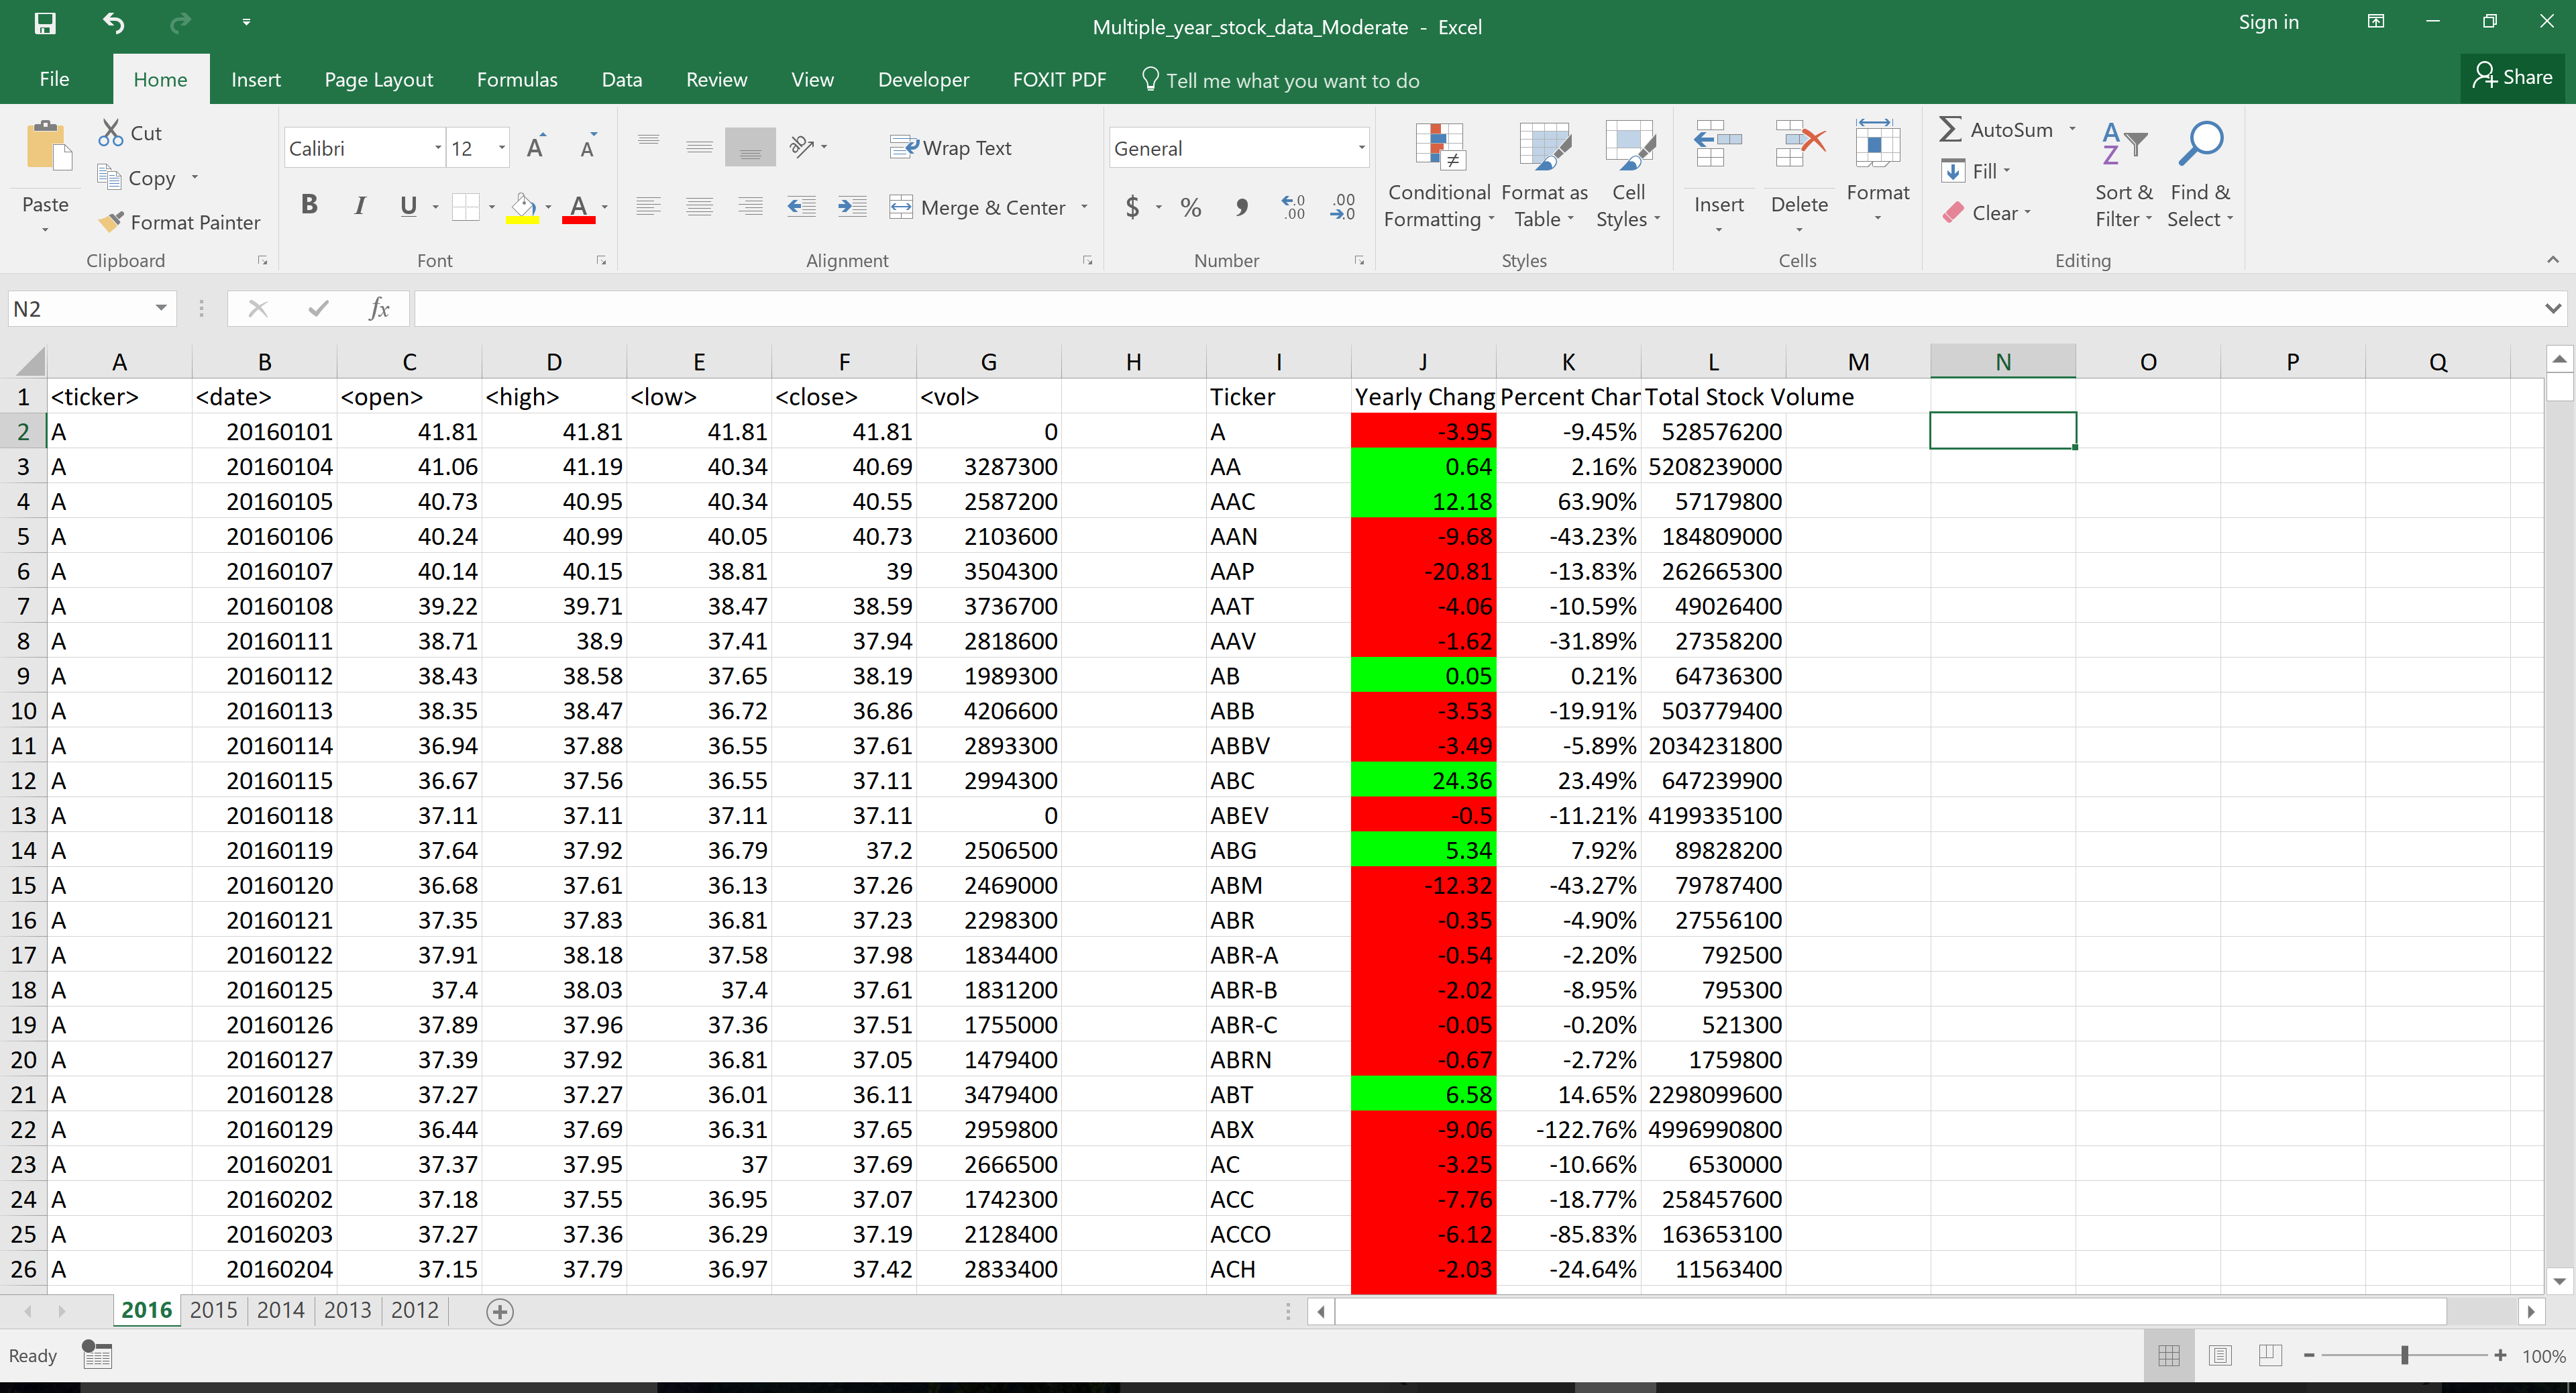 Multiple_year_stock_data_Moderate - Excel
Sign in
File Home Insert Page Layout Formulas Data Review View Developer FOXIT PDF Tell me what you want to do Share
Paste
Cut
Copy
Format Painter
Clipboard
Calibri 12
B I U A
Font
Wrap Text
Merge & Center
Alignment
General
$ % , .00 .0
Number
Conditional Formatting
Format as Table
Cell Styles
Styles
Insert
Delete
Format
Cells
AutoSum
Fill
Clear
Sort & Filter
Find & Select
Editing
N2 fx
A B C D E F G H I J K L M N O P Q
1 <ticker> <date> <open> <high> <low> <close> <vol> Ticker Yearly Chang Percent Char Total Stock Volume
2 A 20160101 41.81 41.81 41.81 41.81 0 A -3.95 -9.45% 528576200
3 A 20160104 41.06 41.19 40.34 40.69 3287300 AA 0.64 2.16% 5208239000
4 A 20160105 40.73 40.95 40.34 40.55 2587200 AAC 12.18 63.90% 57179800
5 A 20160106 40.24 40.99 40.05 40.73 2103600 AAN -9.68 -43.23% 184809000
6 A 20160107 40.14 40.15 38.81 39 3504300 AAP -20.81 -13.83% 262665300
7 A 20160108 39.22 39.71 38.47 38.59 3736700 AAT -4.06 -10.59% 49026400
8 A 20160111 38.71 38.9 37.41 37.94 2818600 AAV -1.62 -31.89% 27358200
9 A 20160112 38.43 38.58 37.65 38.19 1989300 AB 0.05 0.21% 64736300
10 A 20160113 38.35 38.47 36.72 36.86 4206600 ABB -3.53 -19.91% 503779400
11 A 20160114 36.94 37.88 36.55 37.61 2893300 ABBV -3.49 -5.89% 2034231800
12 A 20160115 36.67 37.56 36.55 37.11 2994300 ABC 24.36 23.49% 647239900
13 A 20160118 37.11 37.11 37.11 37.11 0 ABEV -0.5 -11.21% 4199335100
14 A 20160119 37.64 37.92 36.79 37.2 2506500 ABG 5.34 7.92% 89828200
15 A 20160120 36.68 37.61 36.13 37.26 2469000 ABM -12.32 -43.27% 79787400
16 A 20160121 37.35 37.83 36.81 37.23 2298300 ABR -0.35 -4.90% 27556100
17 A 20160122 37.91 38.18 37.58 37.98 1834400 ABR-A -0.54 -2.20% 792500
18 A 20160125 37.4 38.03 37.4 37.61 1831200 ABR-B -2.02 -8.95% 795300
19 A 20160126 37.89 37.96 37.36 37.51 1755000 ABR-C -0.05 -0.20% 521300
20 A 20160127 37.39 37.92 36.81 37.05 1479400 ABRN -0.67 -2.72% 1759800
21 A 20160128 37.27 37.27 36.01 36.11 3479400 ABT 6.58 14.65% 2298099600
22 A 20160129 36.44 37.69 36.31 37.65 2959800 ABX -9.06 -122.76% 4996990800
23 A 20160201 37.37 37.95 37 37.69 2666500 AC -3.25 -10.66% 6530000
24 A 20160202 37.18 37.55 36.95 37.07 1742300 ACC -7.76 -18.77% 258457600
25 A 20160203 37.27 37.36 36.29 37.19 2128400 ACCO -6.12 -85.83% 163653100
26 A 20160204 37.15 37.79 36.97 37.42 2833400 ACH -2.03 -24.64% 11563400
2016 2015 2014 2013 2012
Ready 100%